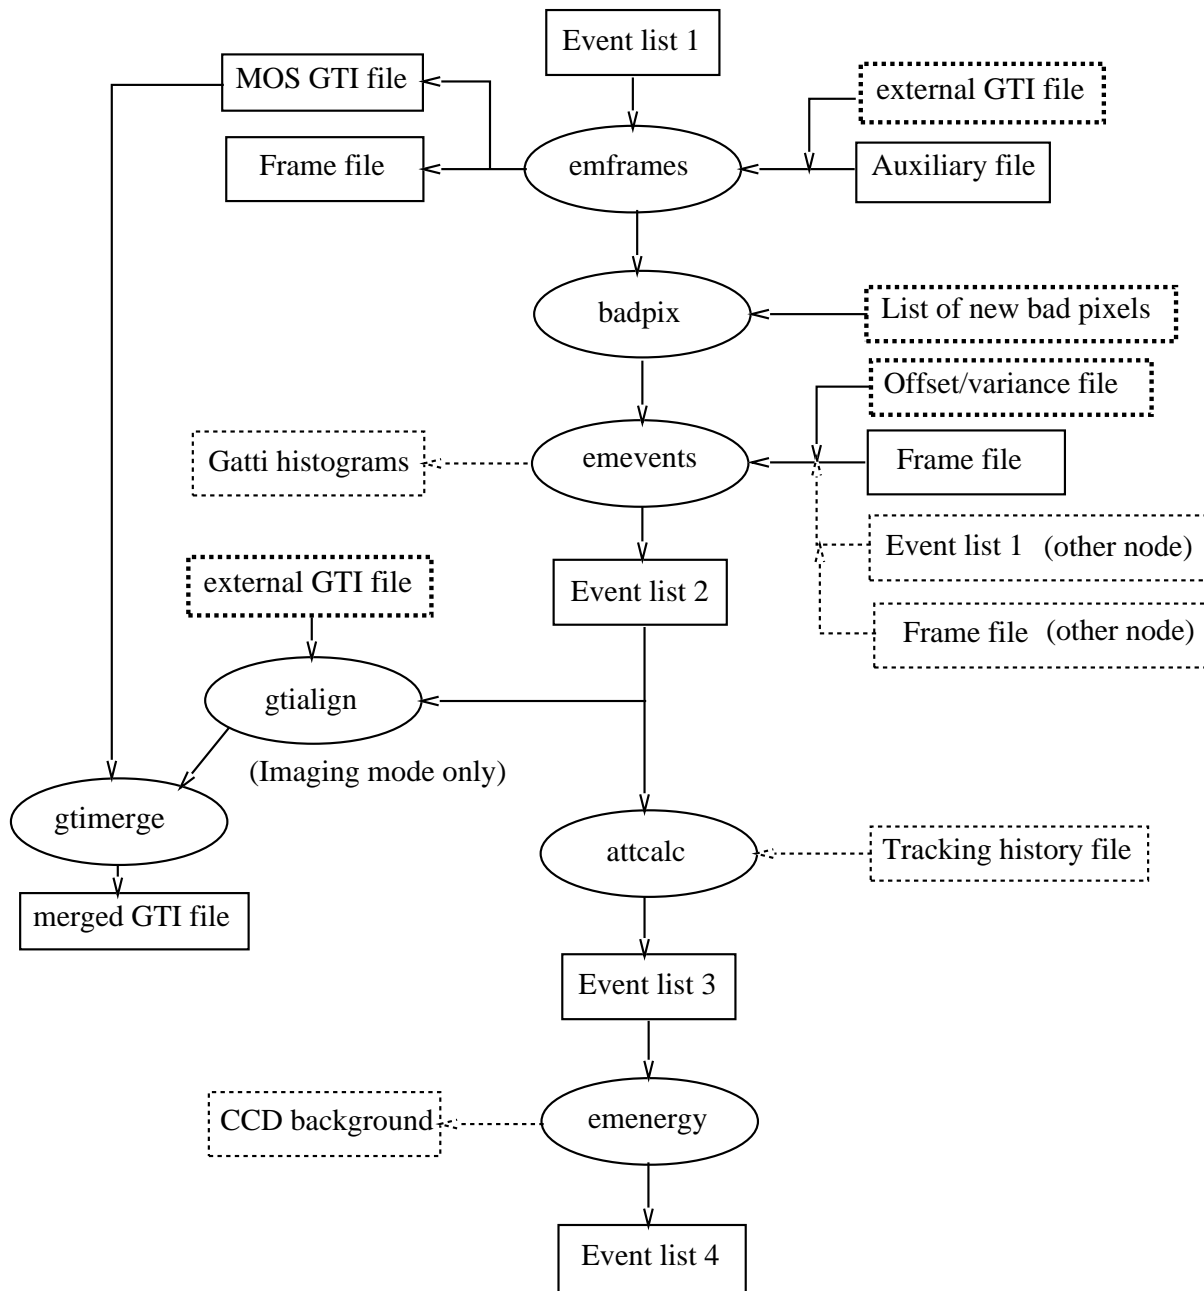 Event list 1
MOS GTI file
external GTI file
Frame file
emframes
Auxiliary file
badpix
List of new bad pixels
Offset/variance file
Gatti histograms
emevents
Frame file
Event list 1 (other node)
external GTI file
Event list 2
Frame file (other node)
gtialign
(Imaging mode only)
gtimerge
attcalc
Tracking history file
merged GTI file
Event list 3
CCD background
emenergy
Event list 4